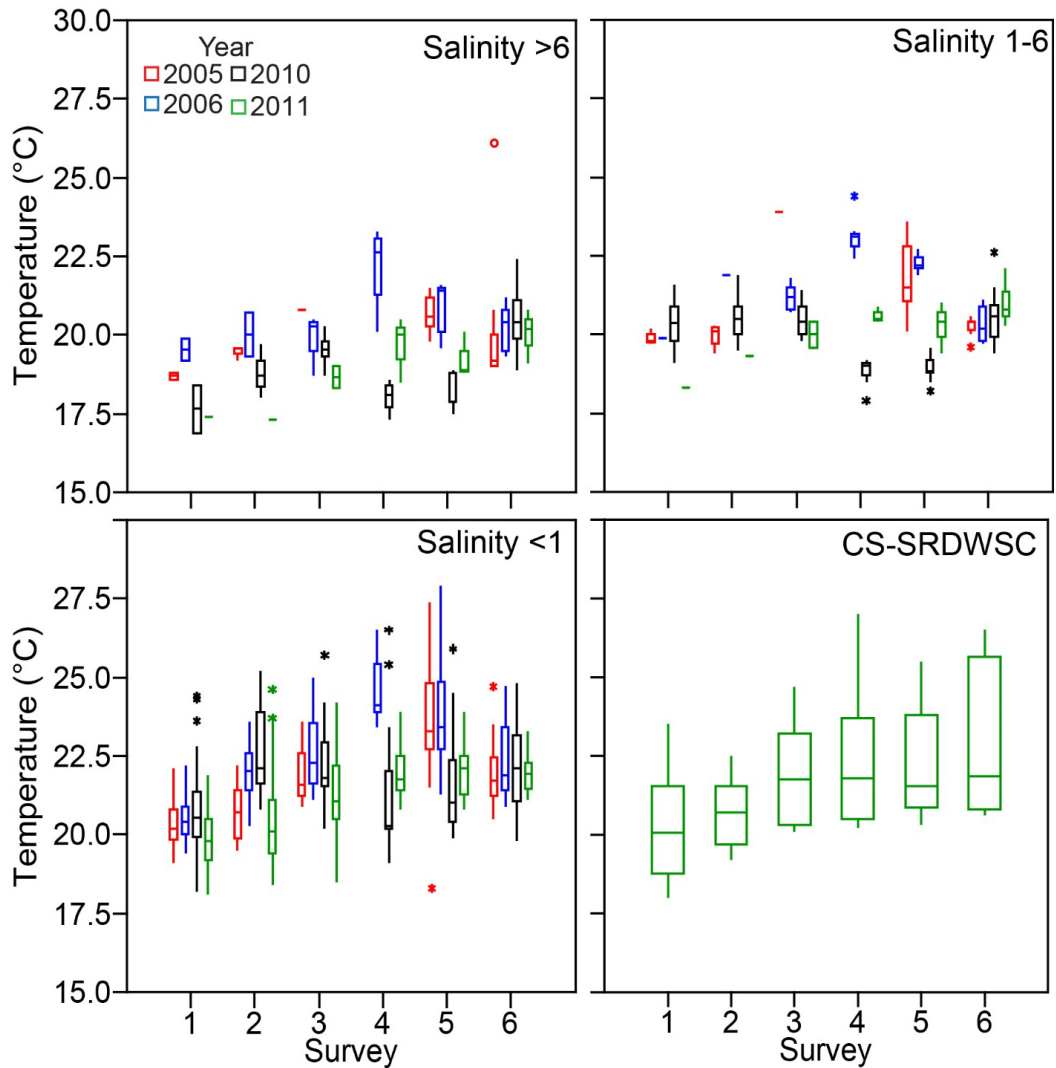 Year
2005 2010
2006 2011
Salinity >6
Salinity 1-6
Temperature (°C)
30.0
27.5
25.0
22.5
20.0
17.5
15.0
Salinity <1
CS-SRDWSC
Temperature (°C)
27.5
25.0
22.5
20.0
17.5
15.0
1 2 3 4 5 6
1 2 3 4 5 6
Survey
Survey